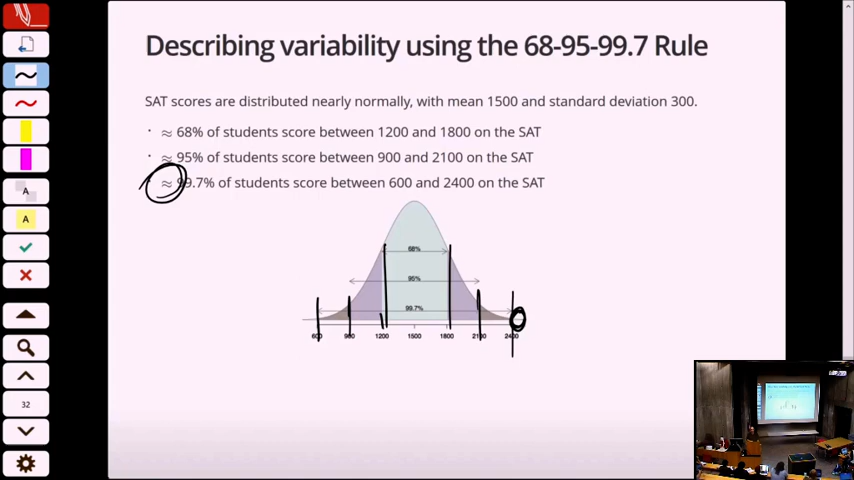 Describing variability using the 68-95-99.7 Rule
SAT scores are distributed nearly normally, with mean 1500 and standard deviation 300.
· ≈ 68% of students score between 1200 and 1800 on the SAT
· ≈ 95% of students score between 900 and 2100 on the SAT
· ≈ 99.7% of students score between 600 and 2400 on the SAT
68%
95%
99.7%
600 900 1200 1500 1800 2100 2400
A
A
32